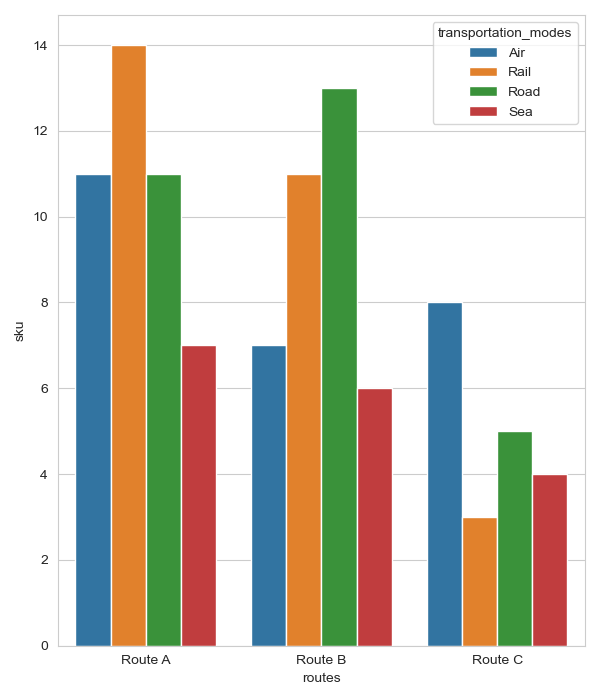 transportation_modes
Air
Rail
Road
Sea
14
12
10
8
6
4
2
0
sku
Route A
Route B
Route C
routes